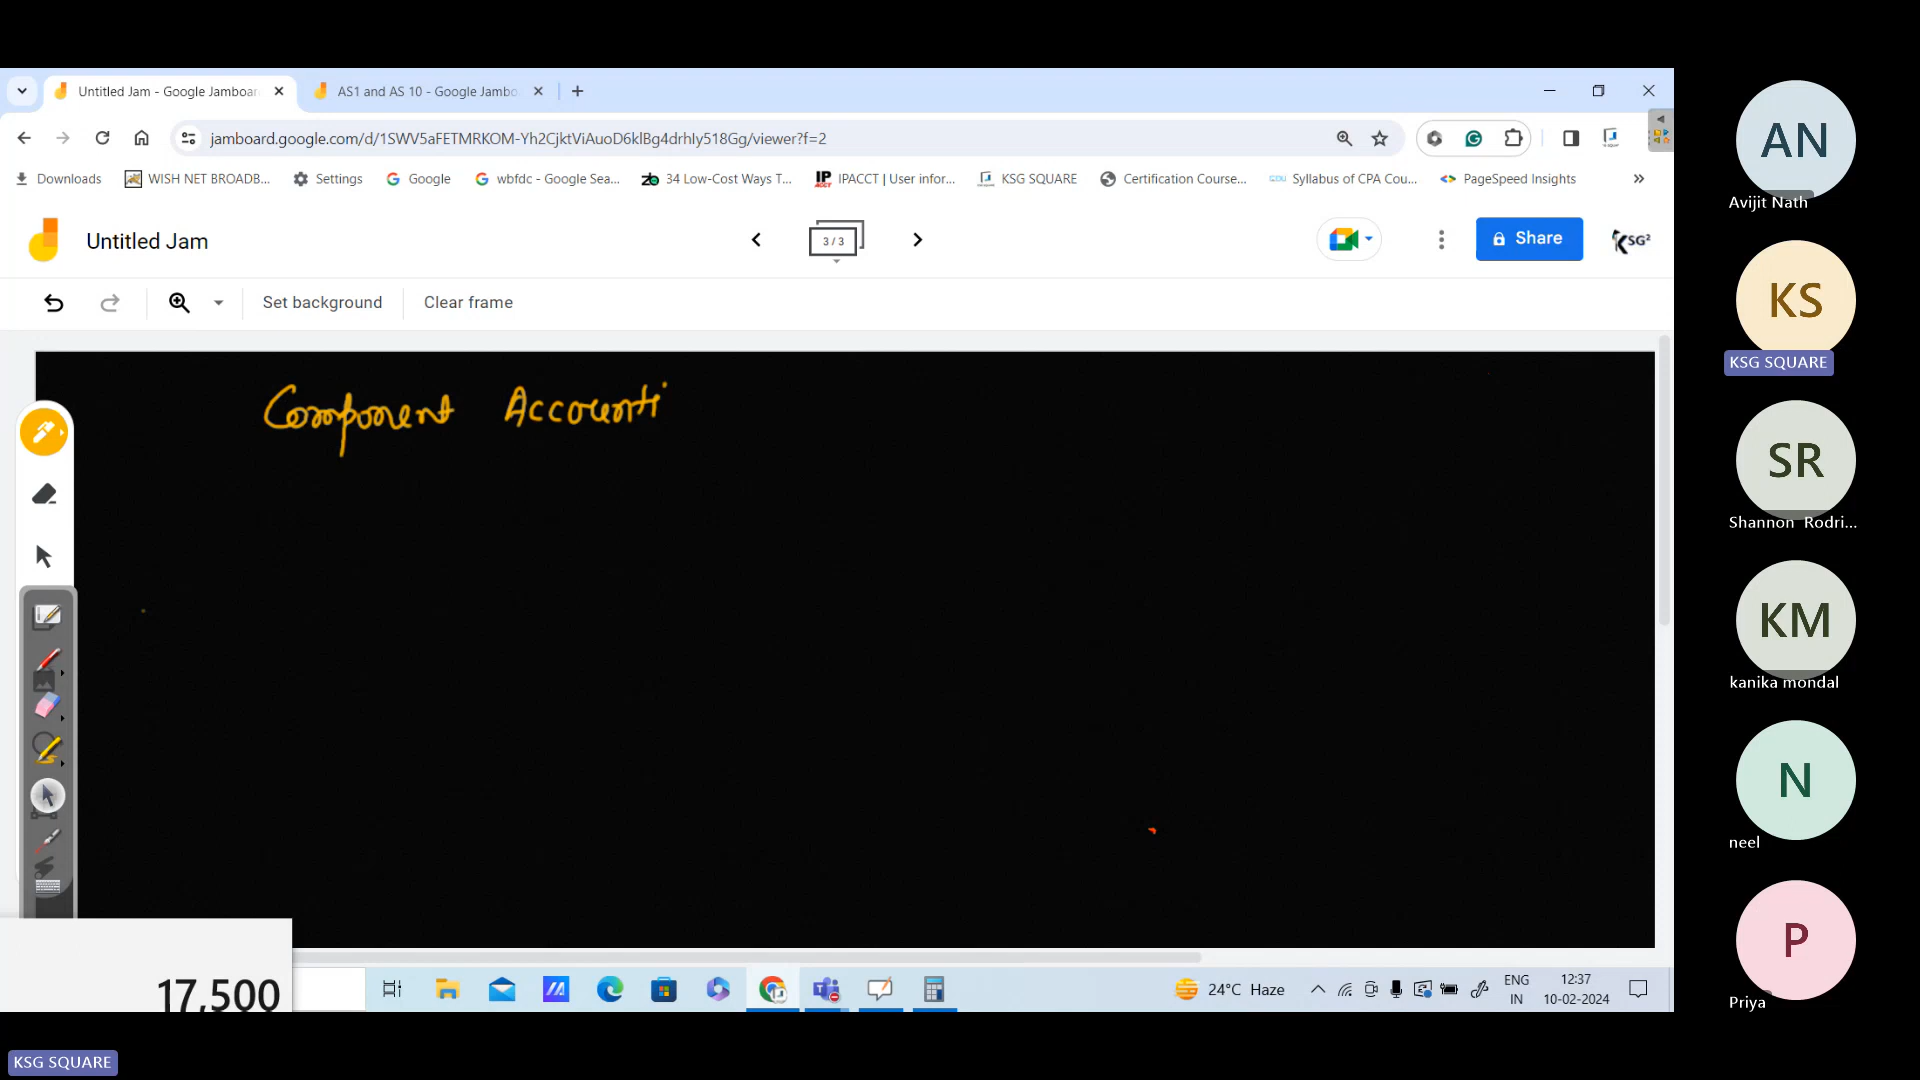 Untitled Jam - Google Jamboar
AS1 and AS 10 - Google Jambo
jamboard.google.com/d/1SWV5aFETMRKOM-Yh2CjktViAuoD6klBg4drhIy518Gg/viewer?f=2
Downloads
WISH NET BROADB...
Settings
Google
wbfdc - Google Sea...
34 Low-Cost Ways T...
IPACCT | User infor...
KSG SQUARE
Certification Course...
Syllabus of CPA Cou...
PageSpeed Insights
Untitled Jam
3 / 3
Share
KSG²
Set background
Clear frame
Component Accounti
17,500
24°C Haze
ENG
IN
12:37
10-02-2024
AN
Avijit Nath
KS
KSG SQUARE
SR
Shannon Rodri...
KM
kanika mondal
N
neel
P
Priya
KSG SQUARE